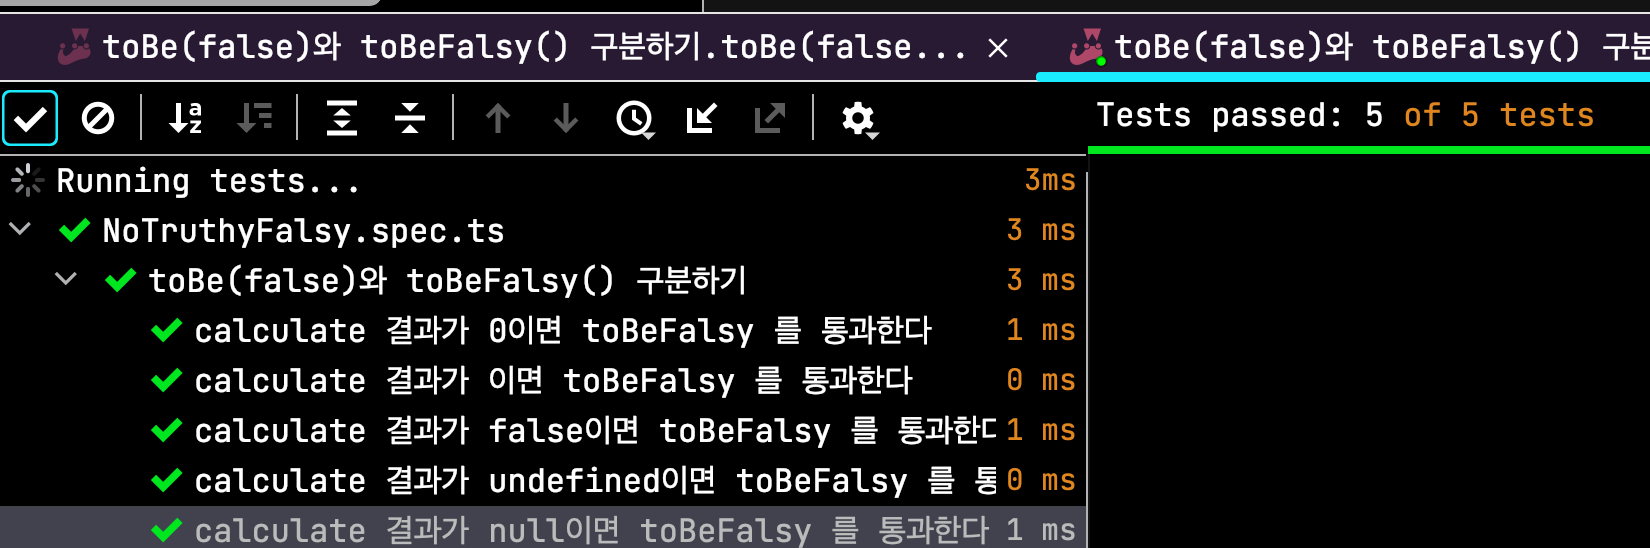 toBe(false)와 toBeFalsy() 구분하기.toBe(false...
toBe(false)와 toBeFalsy()
Tests passed: 5 of 5 tests
Running tests... 3ms
NoTruthyFalsy.spec.ts 3 ms
toBe(false)와 toBeFalsy() 구분하기 3 ms
calculate 결과가 0이면 toBeFalsy 를 통과한다 1 ms
calculate 결과가 이면 toBeFalsy 를 통과한다 0 ms
calculate 결과가 false이면 toBeFalsy 를 통과한다 1 ms
calculate 결과가 undefined이면 toBeFalsy 를 통 0 ms
calculate 결과가 null이면 toBeFalsy 를 통과한다 1 ms